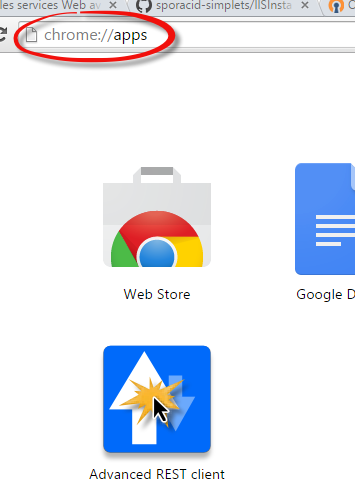 les services Web av
sporacid-simplets/IISInsta
chrome://apps
Web Store
Google D
Advanced REST client